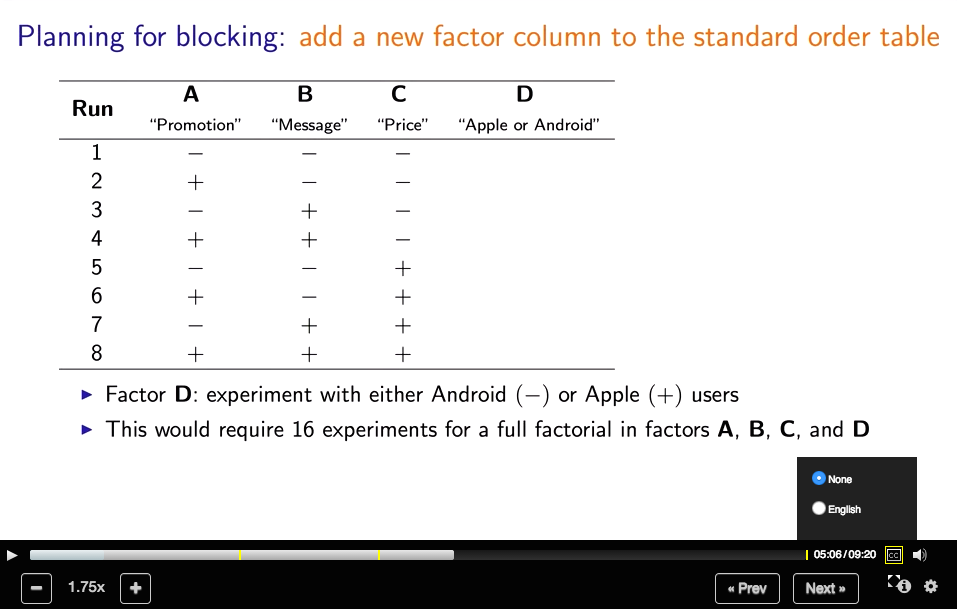 Planning for blocking: add a new factor column to the standard order table
Run A B C D
"Promotion" "Message" "Price" "Apple or Android"
1 − − −
2 + − −
3 − + −
4 + + −
5 − − +
6 + − +
7 − + +
8 + + +
▶ Factor D: experiment with either Android (−) or Apple (+) users
▶ This would require 16 experiments for a full factorial in factors A, B, C, and D
None
English
05:06/09:20 CC
− 1.75x + « Prev Next »